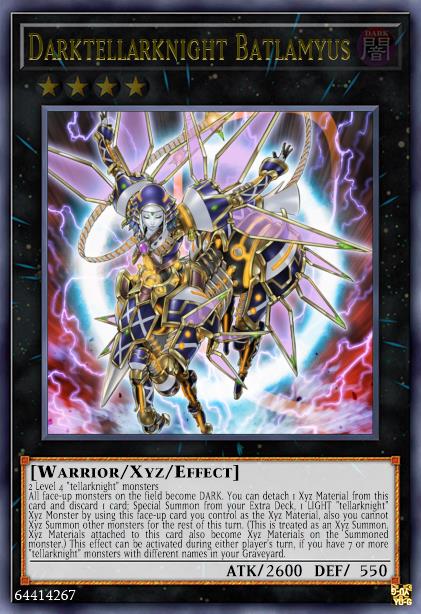 DARKTELLARKNIGHT BATLAMYUS
DARK
闇
[WARRIOR/XYZ/EFFECT]
2 Level 4 "tellarknight" monsters
All face-up monsters on the field become DARK. You can detach 1 Xyz Material from this
card and discard 1 card; Special Summon from your Extra Deck, 1 LIGHT "tellarknight"
Xyz Monster by using this face-up card you control as the Xyz Material, also you cannot
Xyz Summon other monsters for the rest of this turn. (This is treated as an Xyz Summon.
Xyz Materials attached to this card also become Xyz Materials on the Summoned
monster.) This effect can be activated during either player's turn, if you have 7 or more
"tellarknight" monsters with different names in your Graveyard.
ATK/2600 DEF/ 550
64414267